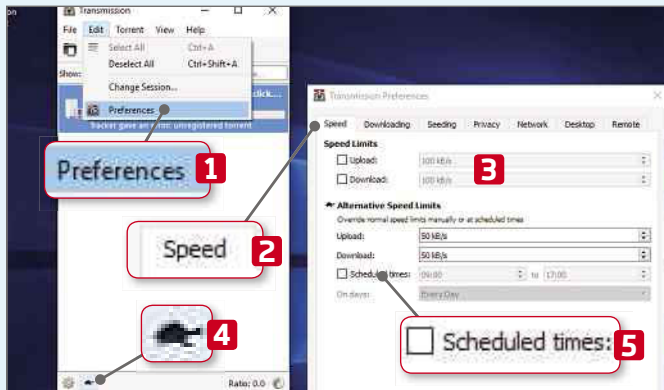 Transmission
File Edit Torrent View Help
Select All Ctrl+A
Deselect All Ctrl+Shift+A
Show:
Change Session...
click....
Preferences
Tracker gave an error: unregistered torrent
Preferences 1
Speed 2
4
Ratio: 0.0
Transmission Preferences
Speed Downloading Seeding Privacy Network Desktop Remote
Speed Limits
Upload: 100 kB/s
3
Download: 100 kB/s
Alternative Speed Limits
Override normal speed limits manually or at scheduled times
Upload: 50 kB/s
Download: 50 kB/s
Scheduled times: 09:00 to 17:00
On days: Every Day
Scheduled times: 5